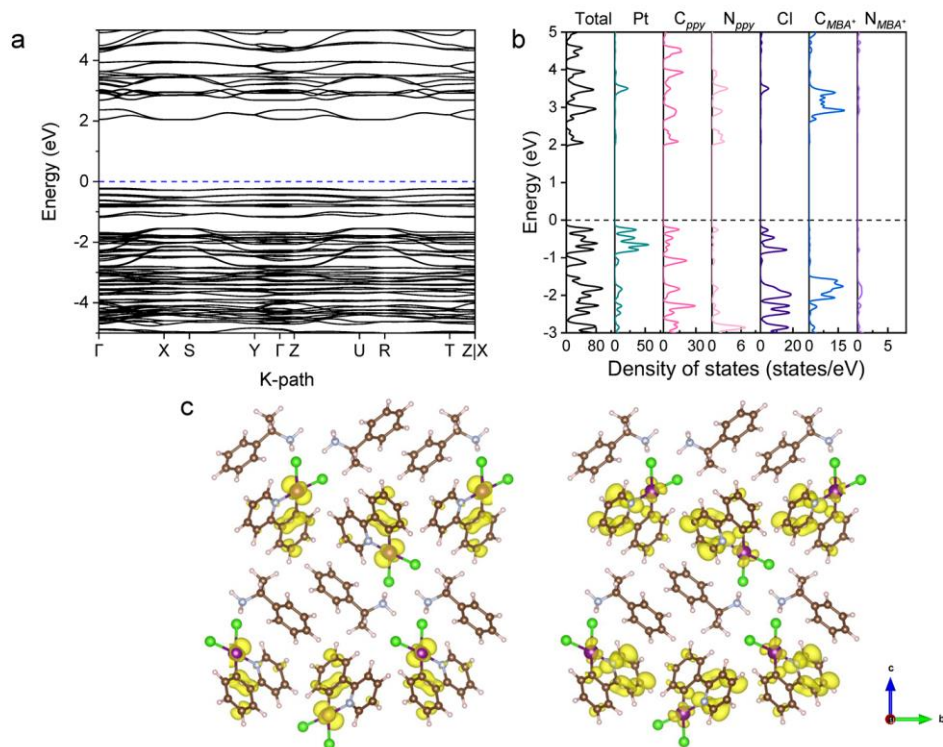 a
Energy (eV)
4
2
0
-2
-4
Γ X S Y Γ Z U R T Z|X
K-path
b
Total Pt C_ppy N_ppy Cl C_MBA⁺ N_MBA⁺
Energy (eV)
5
4
3
2
1
0
-1
-2
-3
0 80 0 50 0 30 0 6 0 20 0 15 0 5
Density of states (states/eV)
c
c
b